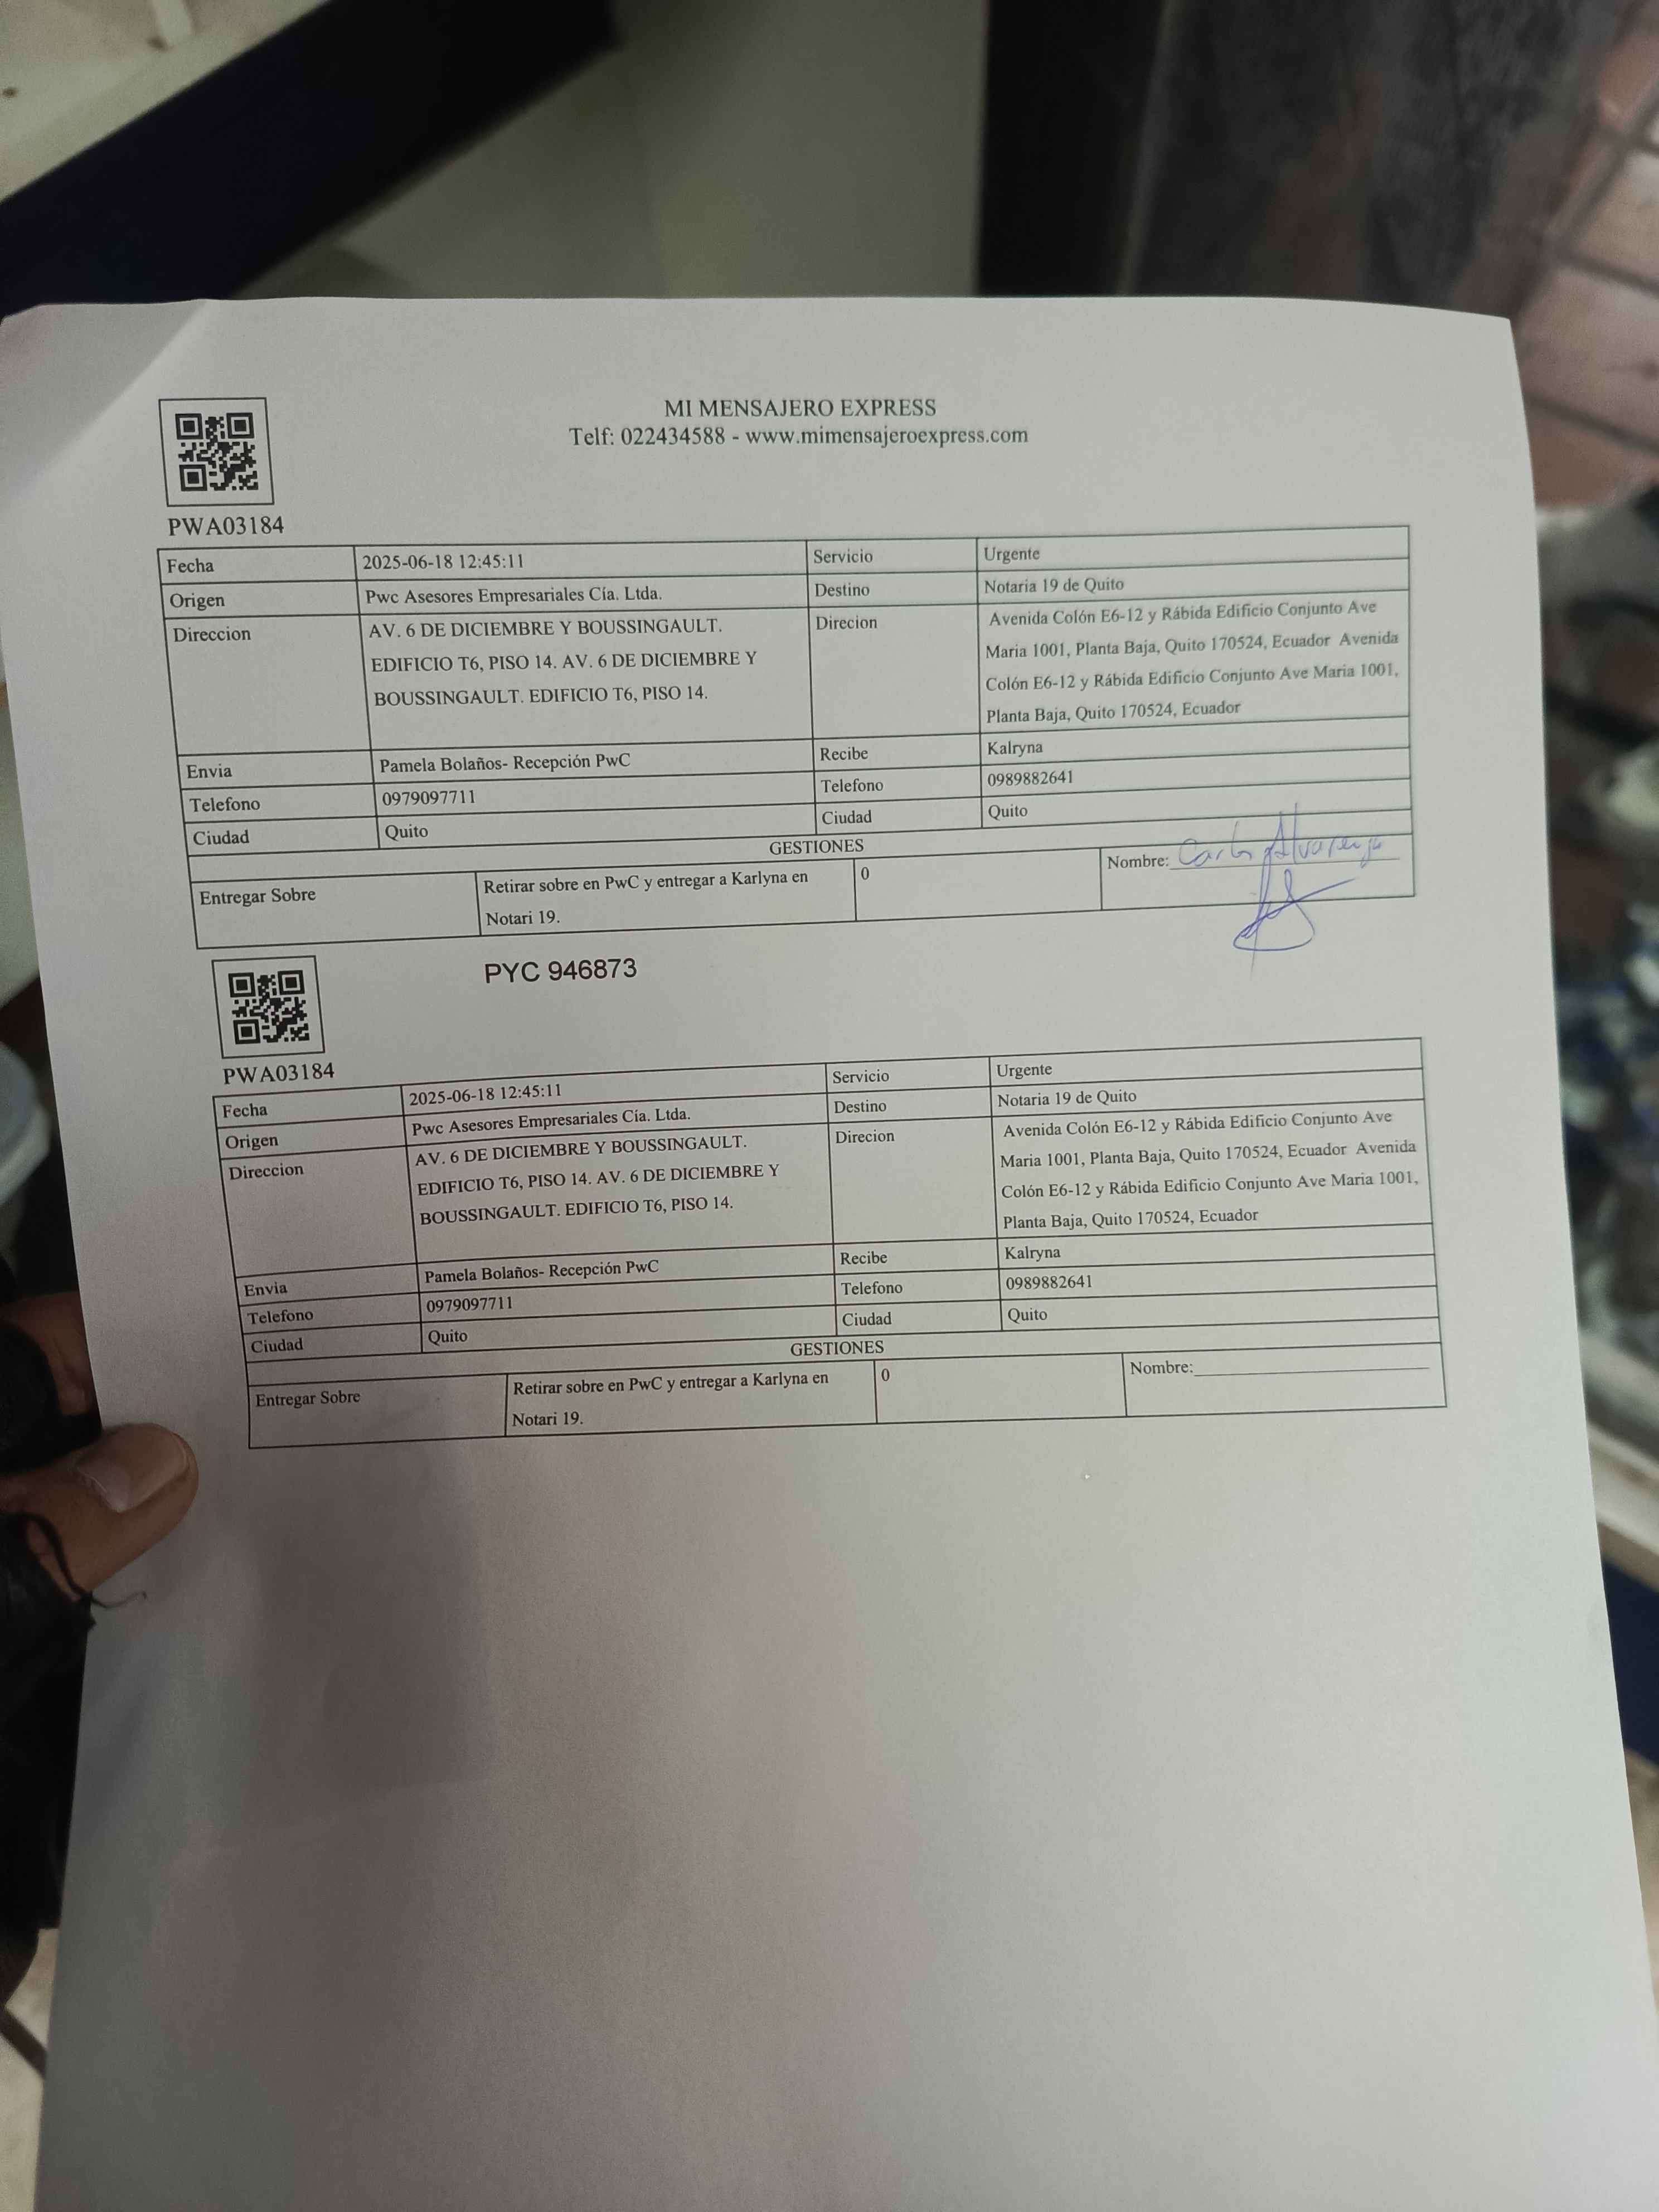 MI MENSAJERO EXPRESS
Telf: 022434588 - www.mimensajeroexpress.com
PWA03184
Fecha 2025-06-18 12:45:11 Servicio Urgente
Origen Pwc Asesores Empresariales Cía. Ltda. Destino Notaria 19 de Quito
Direccion AV. 6 DE DICIEMBRE Y BOUSSINGAULT. Direcion Avenida Colón E6-12 y Rábida Edificio Conjunto Ave
EDIFICIO T6, PISO 14. AV. 6 DE DICIEMBRE Y Maria 1001, Planta Baja, Quito 170524, Ecuador Avenida
BOUSSINGAULT. EDIFICIO T6, PISO 14. Colón E6-12 y Rábida Edificio Conjunto Ave Maria 1001,
Planta Baja, Quito 170524, Ecuador
Envia Pamela Bolaños- Recepción PwC Recibe Kalryna
Telefono 0979097711 Telefono 0989882641
Ciudad Quito Ciudad Quito
GESTIONES
Entregar Sobre Retirar sobre en PwC y entregar a Karlyna en 0 Nombre: Carlos Alvarenga
Notari 19.
PYC 946873
PWA03184
Fecha 2025-06-18 12:45:11 Servicio Urgente
Origen Pwc Asesores Empresariales Cía. Ltda. Destino Notaria 19 de Quito
Direccion AV. 6 DE DICIEMBRE Y BOUSSINGAULT. Direcion Avenida Colón E6-12 y Rábida Edificio Conjunto Ave
EDIFICIO T6, PISO 14. AV. 6 DE DICIEMBRE Y Maria 1001, Planta Baja, Quito 170524, Ecuador Avenida
BOUSSINGAULT. EDIFICIO T6, PISO 14. Colón E6-12 y Rábida Edificio Conjunto Ave Maria 1001,
Planta Baja, Quito 170524, Ecuador
Envia Pamela Bolaños- Recepción PwC Recibe Kalryna
Telefono 0979097711 Telefono 0989882641
Ciudad Quito Ciudad Quito
GESTIONES
Entregar Sobre Retirar sobre en PwC y entregar a Karlyna en 0 Nombre:
Notari 19.